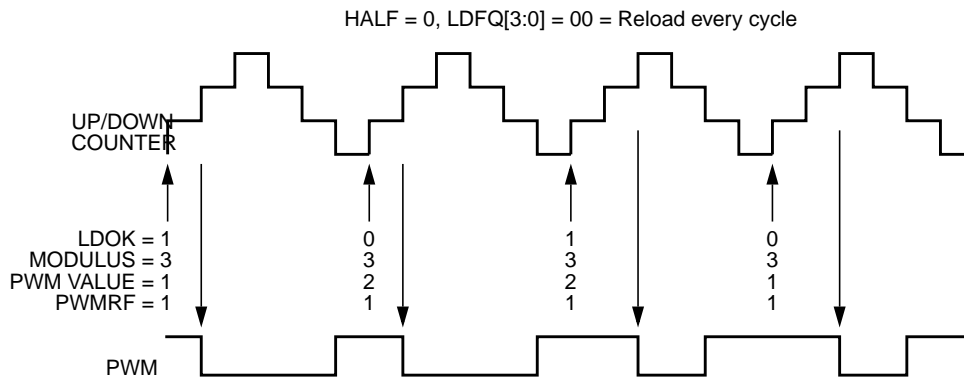 HALF = 0, LDFQ[3:0] = 00 = Reload every cycle
UP/DOWN
COUNTER
LDOK = 1 0 1 0
MODULUS = 3 3 3 3
PWM VALUE = 1 2 2 1
PWMRF = 1 1 1 1
PWM